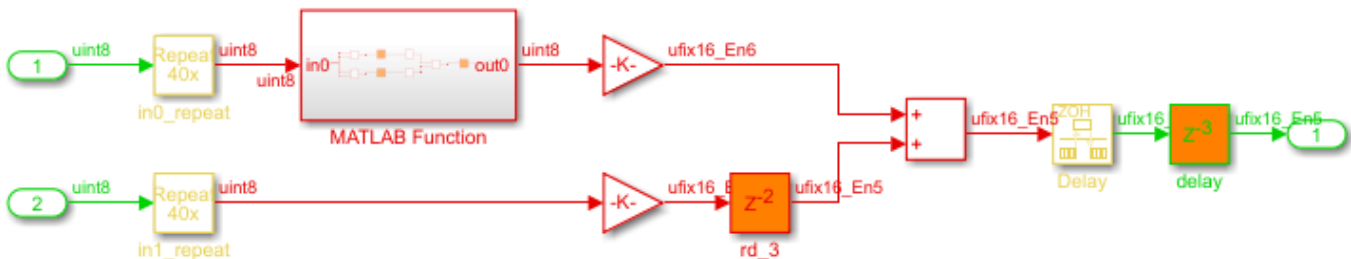 uint8
uint8
uint8
ufix16_En6
1
Repeat
40x
uint8
in0
out0
-K-
in0_repeat
MATLAB Function
+
+
ufix16_En5
ZOH
ufix16_
Z-3
ufix16_En5
1
Delay
delay
uint8
uint8
2
Repeat
40x
-K-
ufix16_E
Z-2
ufix16_En5
in1_repeat
rd_3